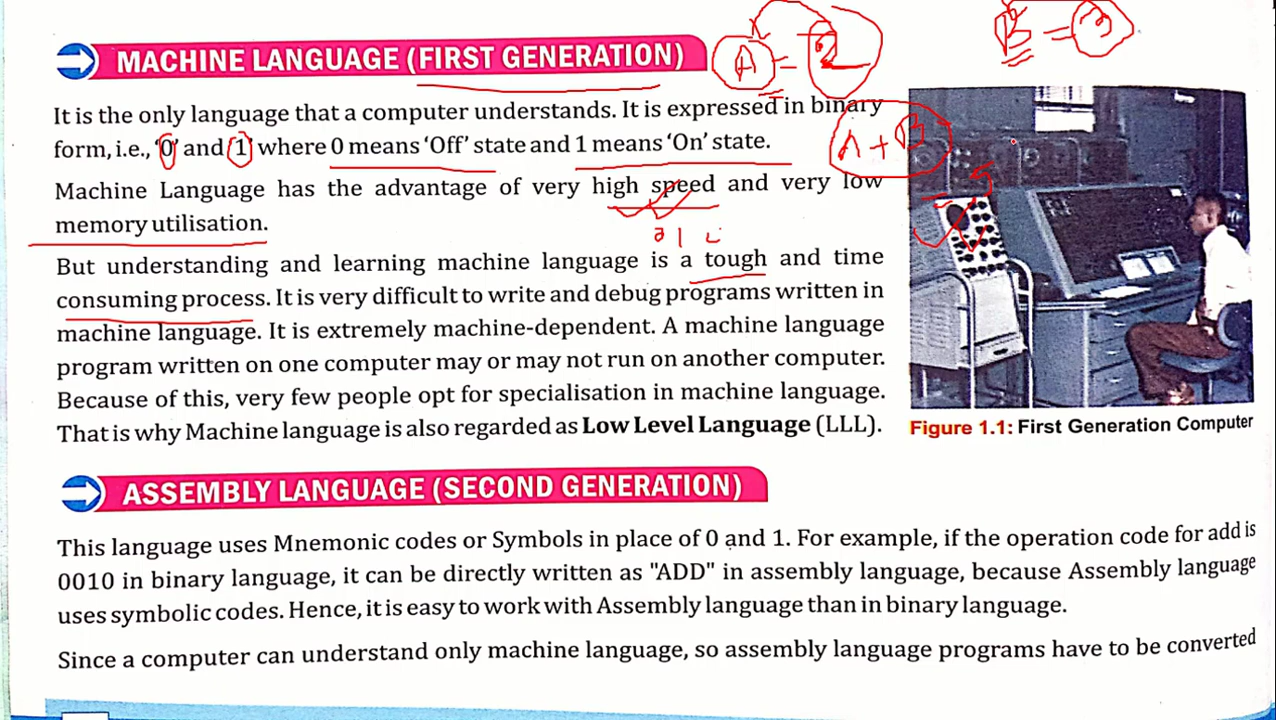 MACHINE LANGUAGE (FIRST GENERATION)
A = 2
B = 3
It is the only language that a computer understands. It is expressed in binary
form, i.e., '0' and '1' where 0 means 'Off' state and 1 means 'On' state.
A + B
Machine Language has the advantage of very high speed and very low
memory utilisation.
But understanding and learning machine language is a tough and time
consuming process. It is very difficult to write and debug programs written in
machine language. It is extremely machine-dependent. A machine language
program written on one computer may or may not run on another computer.
Because of this, very few people opt for specialisation in machine language.
That is why Machine language is also regarded as Low Level Language (LLL).
Figure 1.1: First Generation Computer
ASSEMBLY LANGUAGE (SECOND GENERATION)
This language uses Mnemonic codes or Symbols in place of 0 and 1. For example, if the operation code for add is
0010 in binary language, it can be directly written as "ADD" in assembly language, because Assembly language
uses symbolic codes. Hence, it is easy to work with Assembly language than in binary language.
Since a computer can understand only machine language, so assembly language programs have to be converted